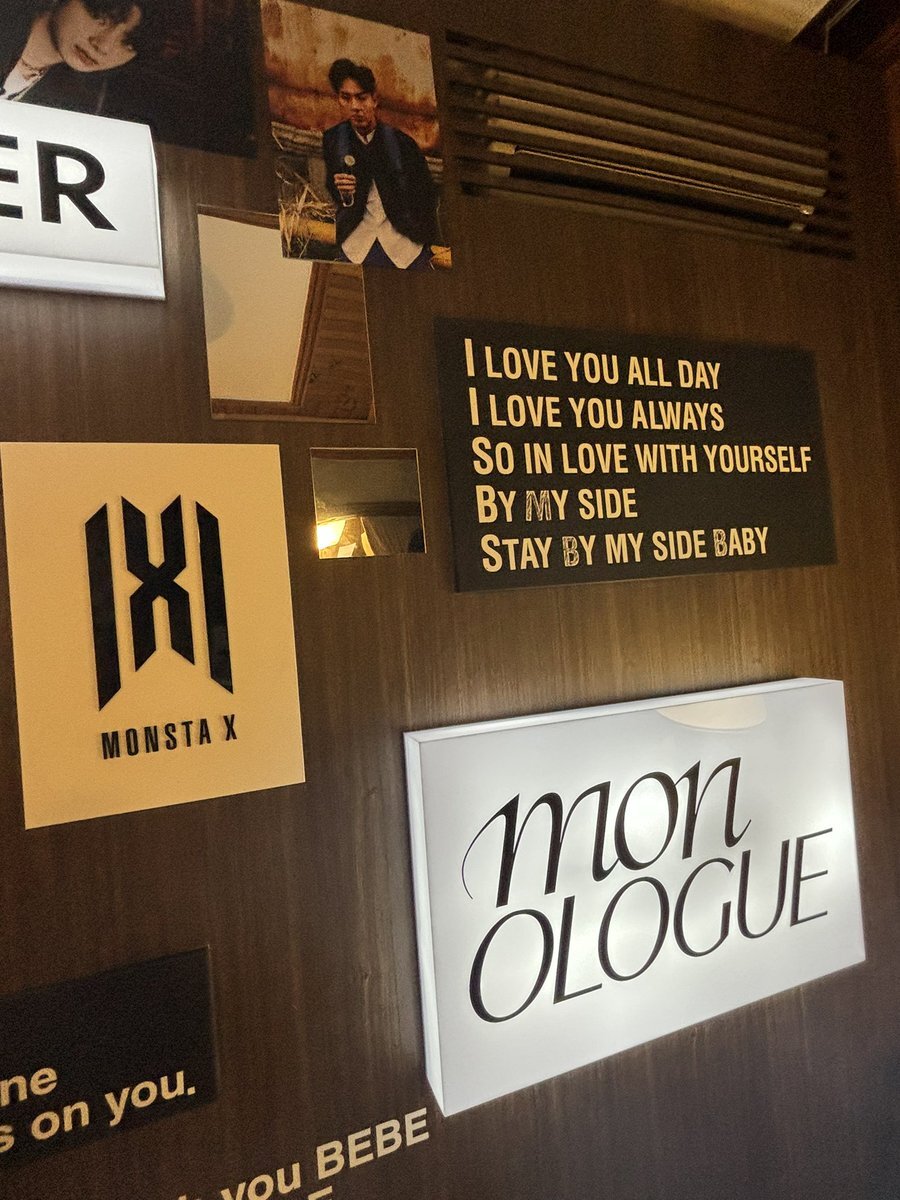 ER
I LOVE YOU ALL DAY
I LOVE YOU ALWAYS
SO IN LOVE WITH YOURSELF
BY MY SIDE
STAY BY MY SIDE BABY
MONSTA X
mon
OLOGUE
ne
s on you.
you BEBE